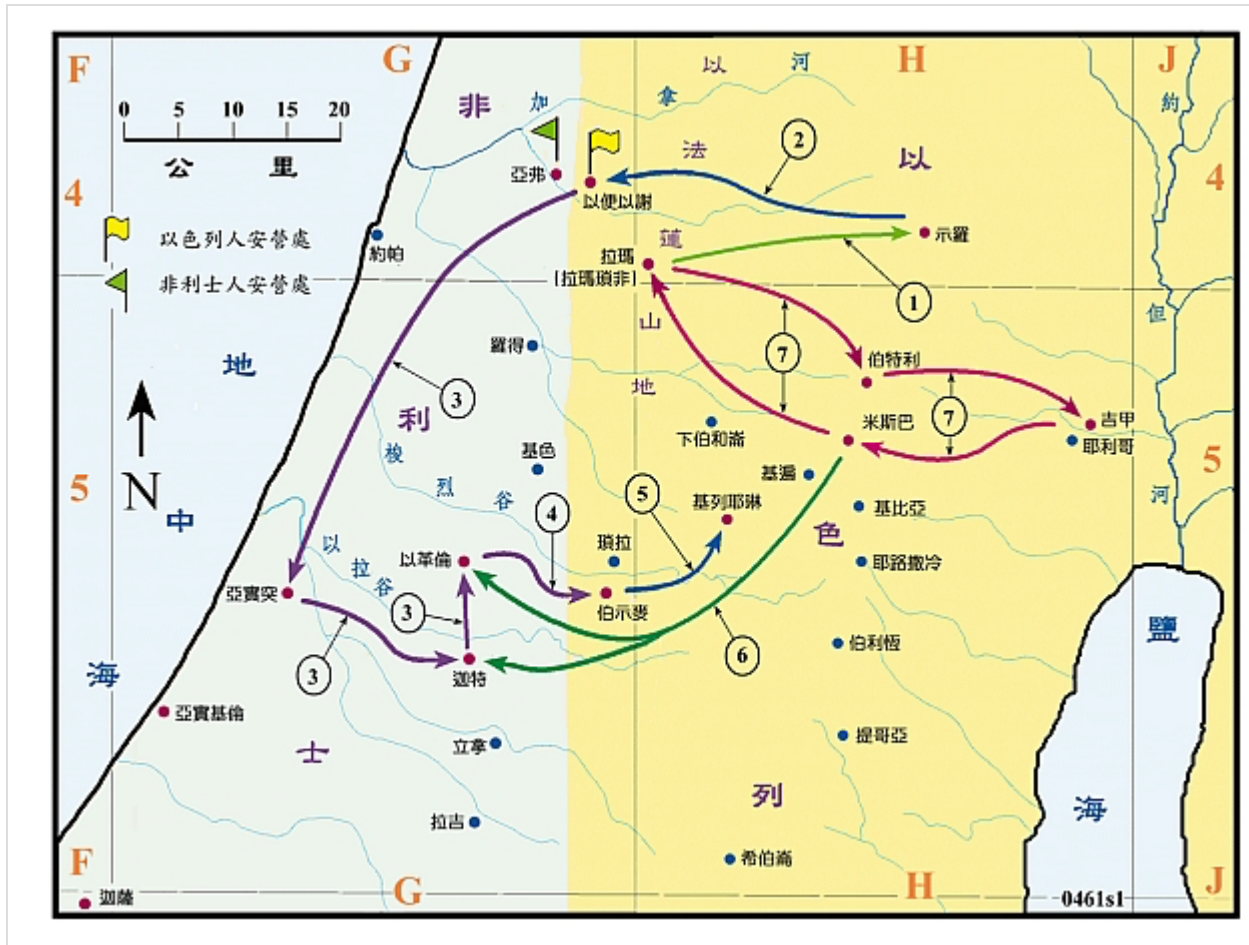 F
G
H
J
以
河
拿
加
非
約
0 5 10 15 20
公 里
法
以
②
4
4
亞弗
以便以謝
以色列人安營處
非利士人安營處
約帕
蓮
拉瑪
(拉瑪瑣非)
示羅
①
山
但
地
羅得
⑦
伯特利
③
利
地
⑦
吉甲
米斯巴
下伯和崙
耶利哥
N
5
5
梭
烈
谷
基色
基遍
河
中
④
⑤
基列耶琳
基比亞
色
以
拉
谷
以革倫
瑣拉
耶路撒冷
亞實突
伯示麥
③
③
⑥
伯利恆
鹽
迦特
海
亞實基倫
立拿
提哥亞
士
列
海
拉吉
希伯崙
F
G
H
J
迦薩
0461s1